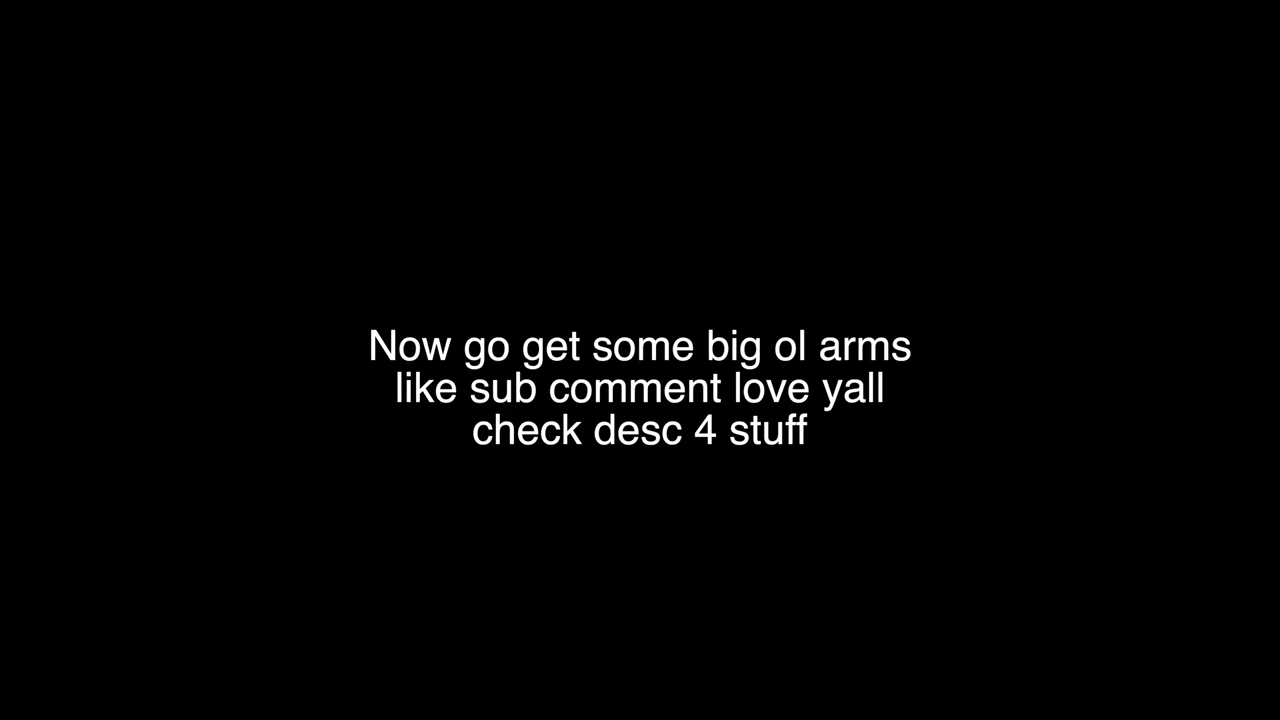 Now go get some big ol arms
like sub comment love yall
check desc 4 stuff